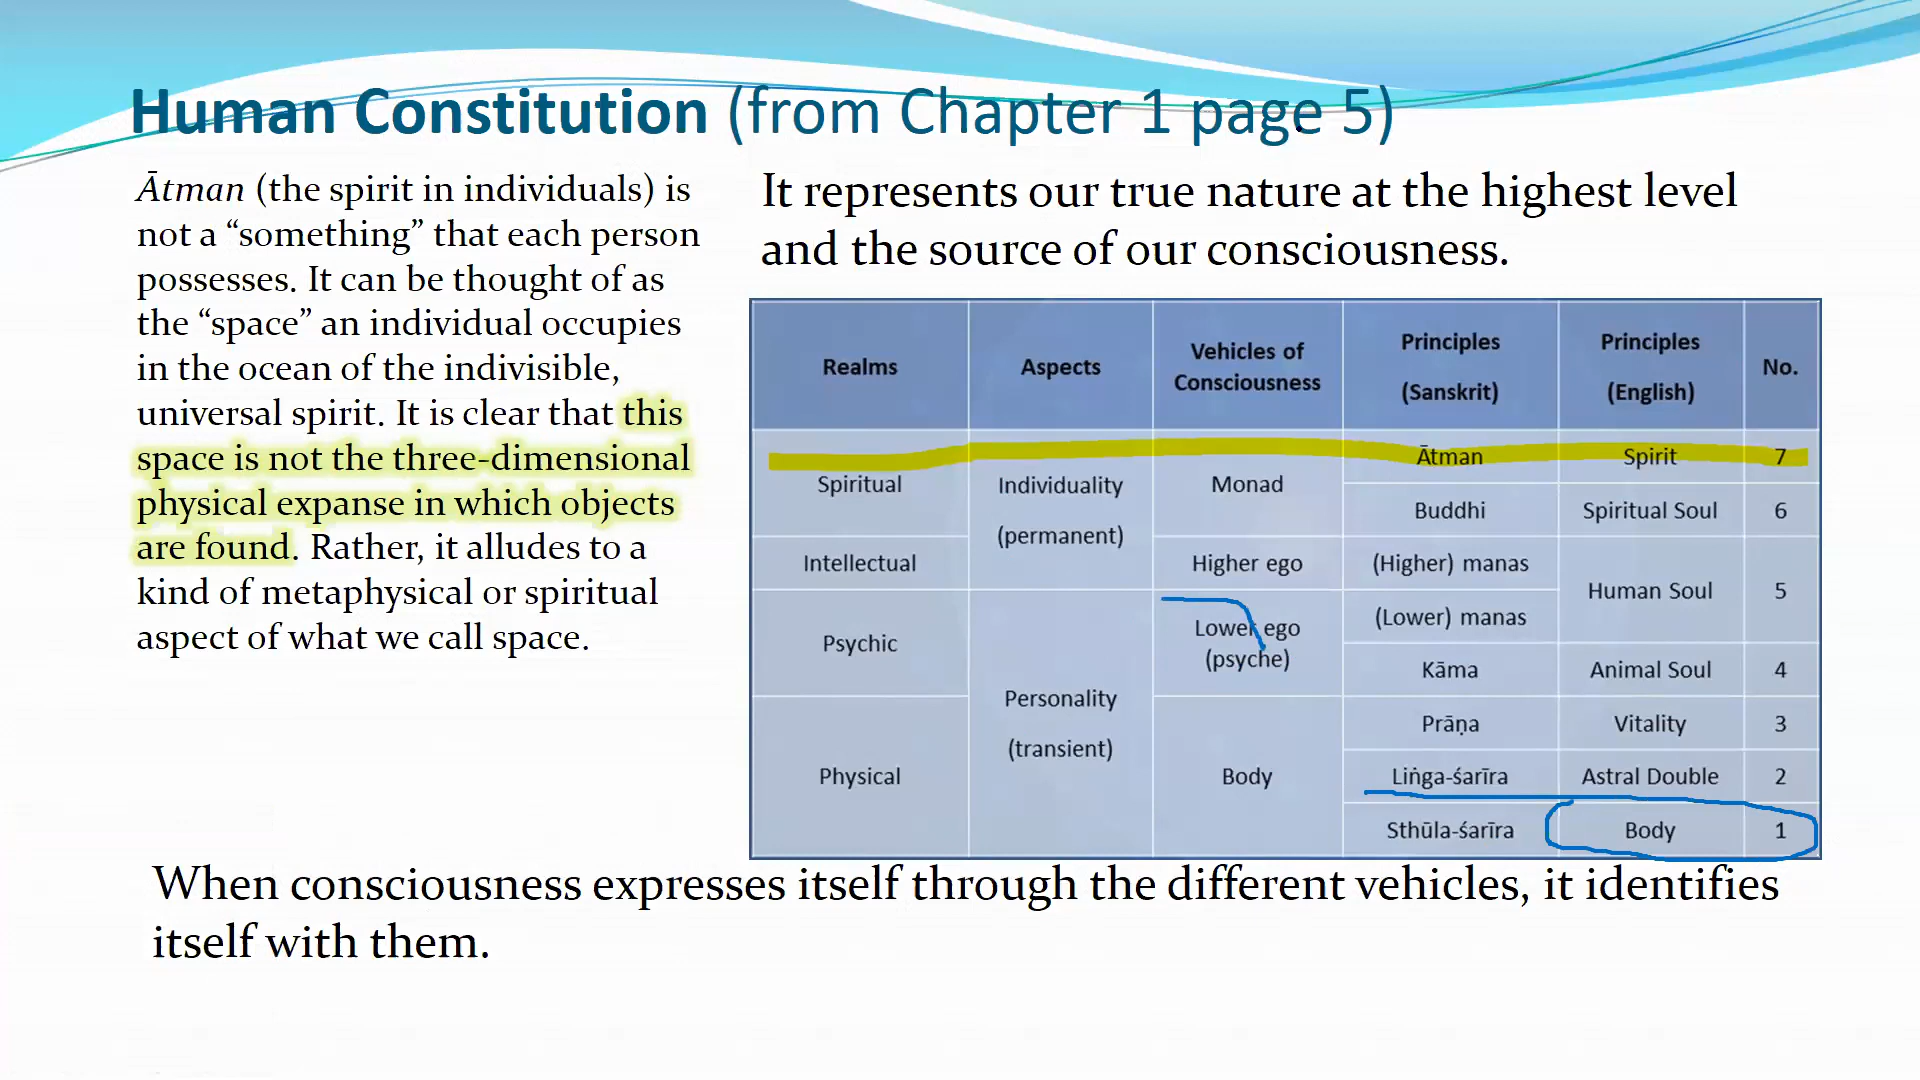 Human Constitution (from Chapter 1 page 5)
Ātman (the spirit in individuals) is
not a “something” that each person
possesses. It can be thought of as
the “space” an individual occupies
in the ocean of the indivisible,
universal spirit. It is clear that this
space is not the three-dimensional
physical expanse in which objects
are found. Rather, it alludes to a
kind of metaphysical or spiritual
aspect of what we call space.
It represents our true nature at the highest level
and the source of our consciousness.
Realms Aspects Vehicles of Consciousness Principles (Sanskrit) Principles (English) No.
Spiritual Individuality (permanent) Monad Ātman Spirit 7
Buddhi Spiritual Soul 6
Intellectual Higher ego (Higher) manas Human Soul 5
Psychic Personality (transient) Lower ego (psyche) (Lower) manas
Kāma Animal Soul 4
Physical Body Prāṇa Vitality 3
Liṅga-śarīra Astral Double 2
Sthūla-śarīra Body 1
When consciousness expresses itself through the different vehicles, it identifies
itself with them.